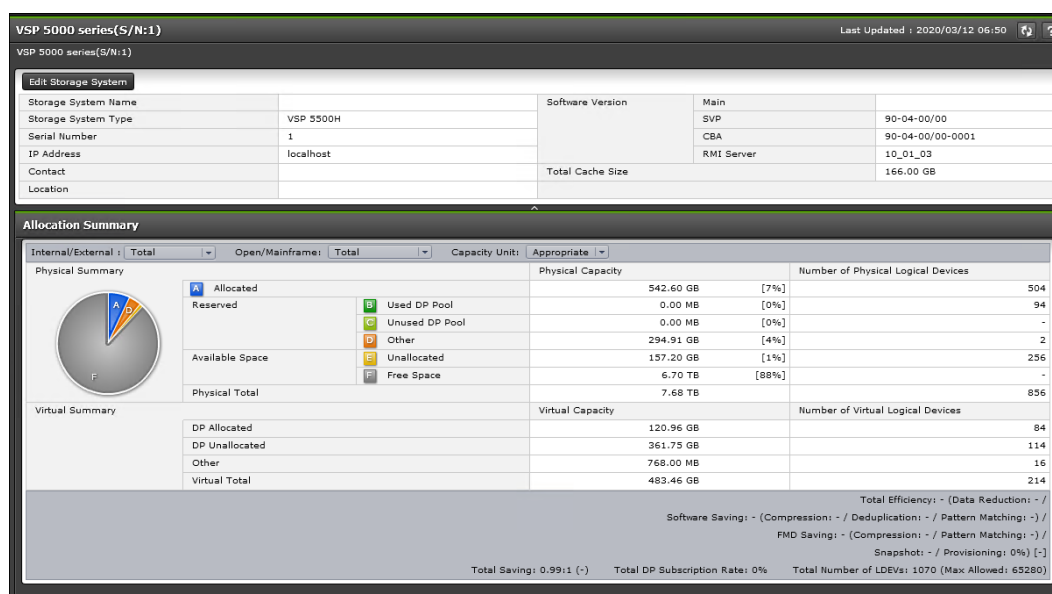 VSP 5000 series(S/N:1) Last Updated : 2020/03/12 06:50 ?
VSP 5000 series(S/N:1)
Edit Storage System
Storage System Name Software Version Main
Storage System Type VSP 5500H SVP 90-04-00/00
Serial Number 1 CBA 90-04-00/00-0001
IP Address localhost RMI Server 10_01_03
Contact Total Cache Size 166.00 GB
Location
Allocation Summary
Internal/External : Total Open/Mainframe: Total Capacity Unit: Appropriate
Physical Summary Physical Capacity Number of Physical Logical Devices
A Allocated 542.60 GB [7%] 504
Reserved B Used DP Pool 0.00 MB [0%] 94
C Unused DP Pool 0.00 MB [0%] -
D Other 294.91 GB [4%] 2
Available Space E Unallocated 157.20 GB [1%] 256
F Free Space 6.70 TB [88%] -
Physical Total 7.68 TB 856
A D F
Virtual Summary Virtual Capacity Number of Virtual Logical Devices
DP Allocated 120.96 GB 84
DP Unallocated 361.75 GB 114
Other 768.00 MB 16
Virtual Total 483.46 GB 214
Total Efficiency: - (Data Reduction: - /
Software Saving: - (Compression: - / Deduplication: - / Pattern Matching: -) /
FMD Saving: - (Compression: - / Pattern Matching: -) /
Snapshot: - / Provisioning: 0%) [-]
Total Saving: 0.99:1 (-) Total DP Subscription Rate: 0% Total Number of LDEVs: 1070 (Max Allowed: 65280)